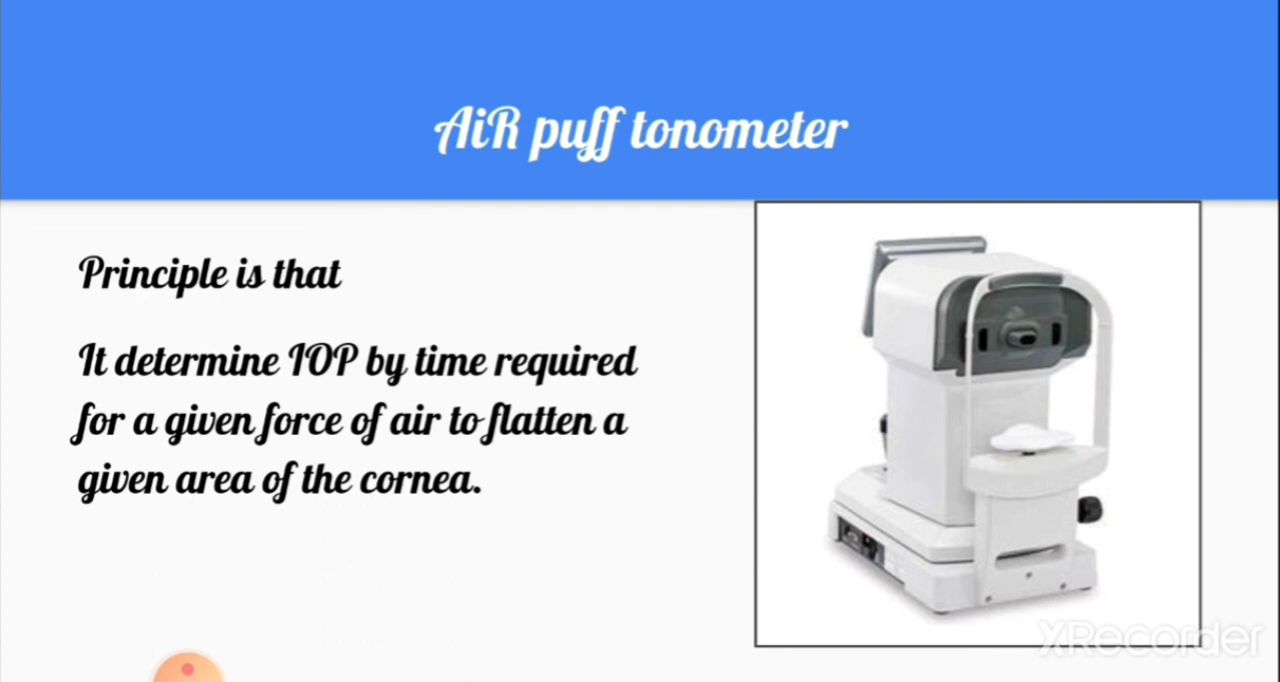 AiR puff tonometer
Principle is that
It determine IOP by time required
for a given force of air to flatten a
given area of the cornea.
XRecorder